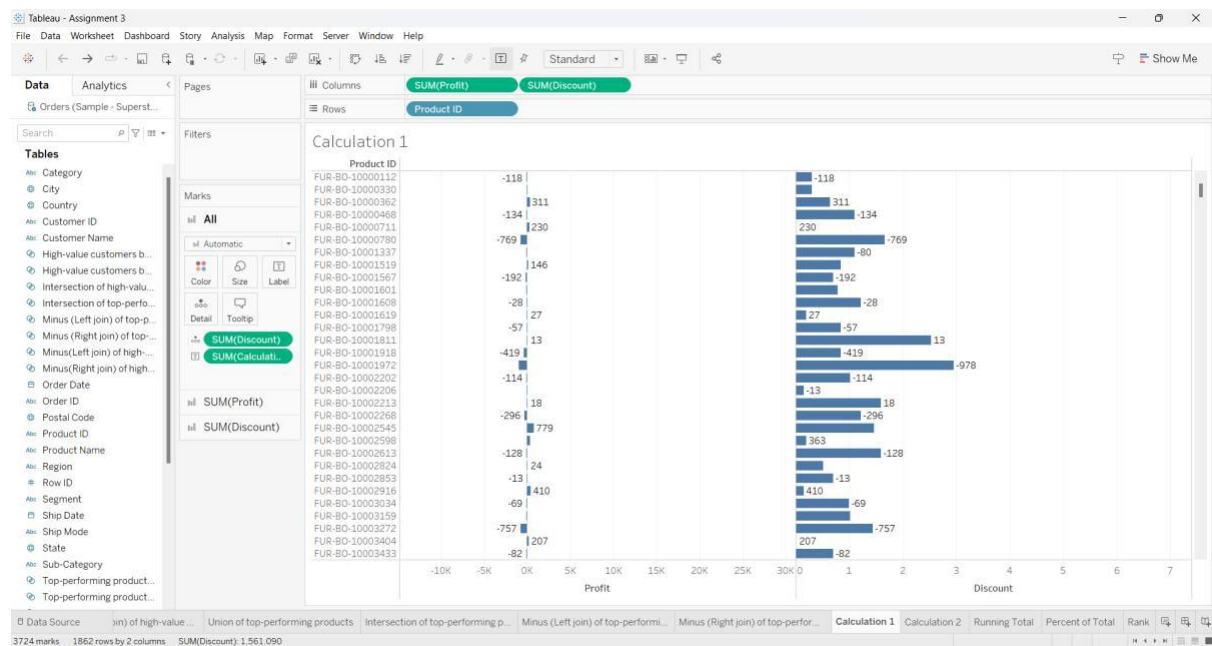 Tableau - Assignment 3
File Data Worksheet Dashboard Story Analysis Map Format Server Window Help
Standard
Show Me
Data Analytics
Orders (Sample - Superst...
Search
Tables
Abc Category
City
Country
Abc Customer ID
Abc Customer Name
High-value customers b...
High-value customers b...
Intersection of high-valu...
Intersection of top-perfo...
Minus (Left join) of top-p...
Minus (Right join) of top-...
Minus(Left join) of high-...
Minus(Right join) of high...
Order Date
Abc Order ID
Postal Code
Abc Product ID
Abc Product Name
Abc Region
# Row ID
Abc Segment
Ship Date
Abc Ship Mode
State
Abc Sub-Category
Top-performing product...
Top-performing product...
Pages
Filters
Marks
All
Automatic
Color Size Label
Detail Tooltip
SUM(Discount)
SUM(Calculati..
SUM(Profit)
SUM(Discount)
Columns SUM(Profit) SUM(Discount)
Rows Product ID
Calculation 1
Product ID
FUR-BO-10000112 -118 -118
FUR-BO-10000330
FUR-BO-10000362 311 311
FUR-BO-10000468 -134 -134
FUR-BO-10000711 230 230
FUR-BO-10000780 -769 -769
FUR-BO-10001337 -80
FUR-BO-10001519 146
FUR-BO-10001567 -192 -192
FUR-BO-10001601
FUR-BO-10001608 -28 -28
FUR-BO-10001619 27 27
FUR-BO-10001798 -57 -57
FUR-BO-10001811 13 13
FUR-BO-10001918 -419 -419
FUR-BO-10001972 -978
FUR-BO-10002202 -114 -114
FUR-BO-10002206 -13
FUR-BO-10002213 18 18
FUR-BO-10002268 -296 -296
FUR-BO-10002545 779
FUR-BO-10002598 363
FUR-BO-10002613 -128 -128
FUR-BO-10002824 24
FUR-BO-10002853 -13 -13
FUR-BO-10002916 410 410
FUR-BO-10003034 -69 -69
FUR-BO-10003159
FUR-BO-10003272 -757 -757
FUR-BO-10003404 207 207
FUR-BO-10003433 -82 -82
-10K -5K 0K 5K 10K 15K 20K 25K 30K 0 1 2 3 4 5 6 7
Profit Discount
Data Source oin) of high-value ... Union of top-performing products Intersection of top-performing p... Minus (Left join) of top-performi... Minus (Right join) of top-perfor... Calculation 1 Calculation 2 Running Total Percent of Total Rank
3724 marks 1862 rows by 2 columns SUM(Discount): 1.561.090